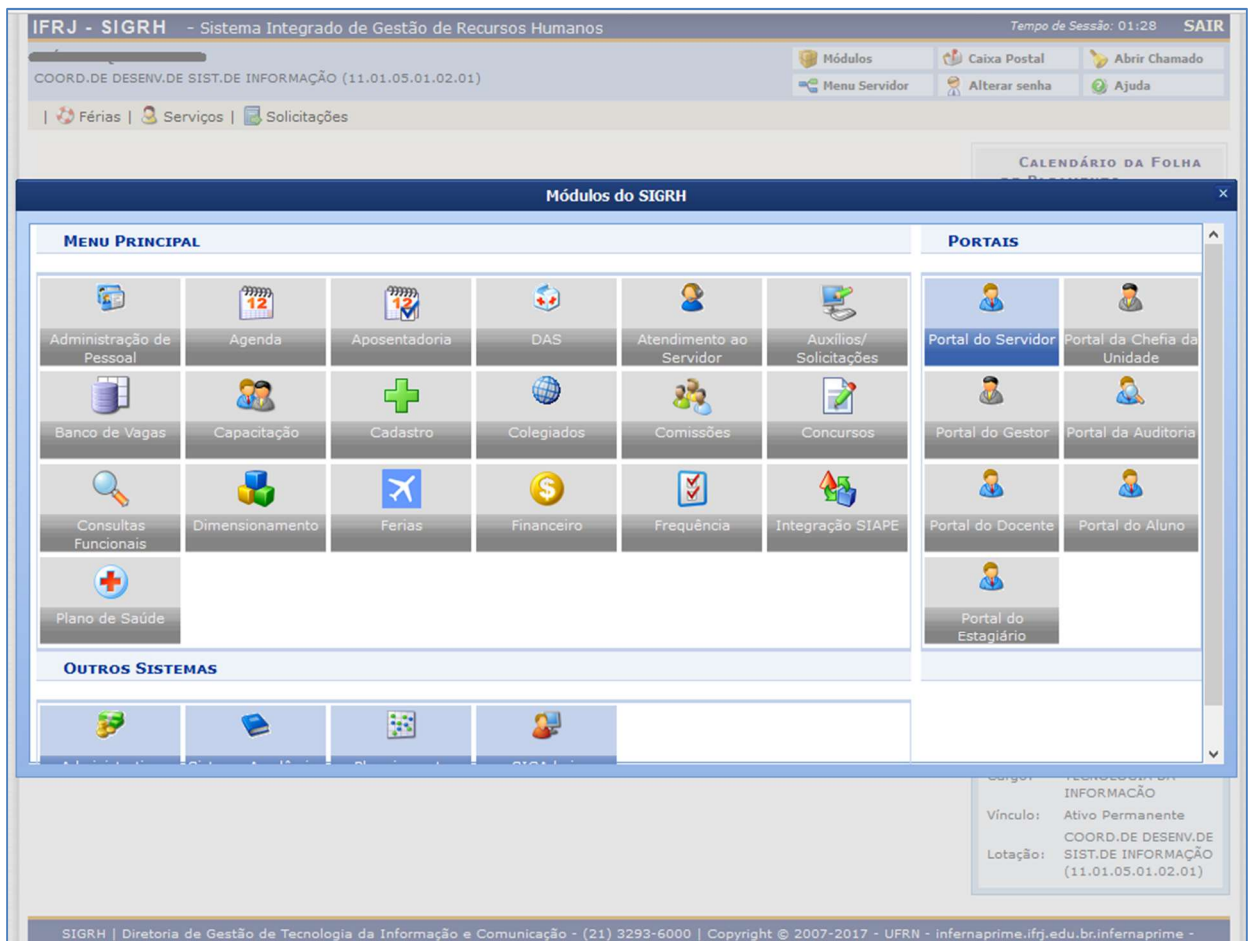 IFRJ - SIGRH - Sistema Integrado de Gestão de Recursos Humanos
Tempo de Sessão: 01:28 SAIR
COORD.DE DESENV.DE SIST.DE INFORMAÇÃO (11.01.05.01.02.01)
Módulos Caixa Postal Abrir Chamado
Menu Servidor Alterar senha Ajuda
| Férias | Serviços | Solicitações
CALENDÁRIO DA FOLHA
Módulos do SIGRH
MENU PRINCIPAL
Administração de Pessoal
Agenda
Aposentadoria
DAS
Atendimento ao Servidor
Auxílios/ Solicitações
Banco de Vagas
Capacitação
Cadastro
Colegiados
Comissões
Concursos
Consultas Funcionais
Dimensionamento
Ferias
Financeiro
Frequência
Integração SIAPE
Plano de Saúde
PORTAIS
Portal do Servidor
Portal da Chefia da Unidade
Portal do Gestor
Portal da Auditoria
Portal do Docente
Portal do Aluno
Portal do Estagiário
OUTROS SISTEMAS
INFORMACÃO
Vínculo: Ativo Permanente
Lotação: COORD.DE DESENV.DE
SIST.DE INFORMAÇÃO
(11.01.05.01.02.01)
SIGRH | Diretoria de Gestão de Tecnologia da Informação e Comunicação - (21) 3293-6000 | Copyright © 2007-2017 - UFRN - infernaprime.ifrj.edu.br.infernaprime -